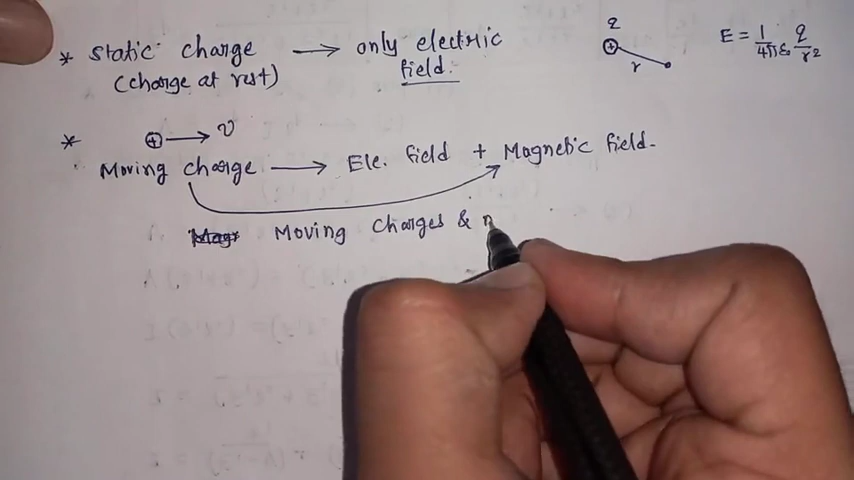 * Static charge → only electric
(charge at rest) field.
q
⊕
r
E = 1/4πε₀ q/r²
* ⊕ → v
Moving charge → Ele. field + Magnetic field.
Moving Charges &